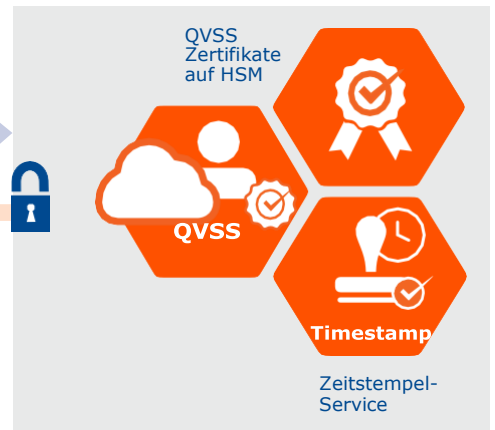 QVSS
Zertifikate
auf HSM
QVSS
Timestamp
Zeitstempel-
Service